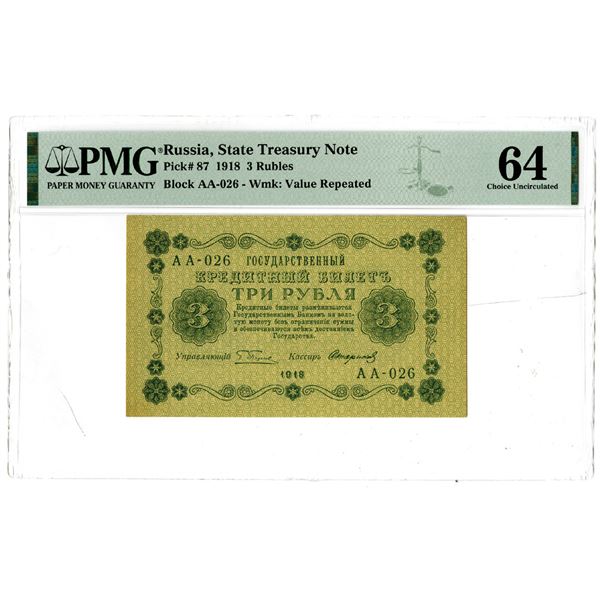 PMG
®
PAPER MONEY GUARANTY
Russia, State Treasury Note
Pick# 87 1918 3 Rubles
Block AA-026 - Wmk: Value Repeated
64
Choice Uncirculated
АА-026 ГОСУДАРСТВЕННЫЙ
КРЕДИТНЫЙ БИЛЕТЪ
ТРИ РУБЛЯ
3
3
Кредитные билеты размѣниваются
Государственнымъ Банкомъ на золо-
тую монету безъ ограниченія суммы
и обезпечиваются всѣмъ достояніемъ
Государства.
Управляющій Кассиръ
1918
АА-026